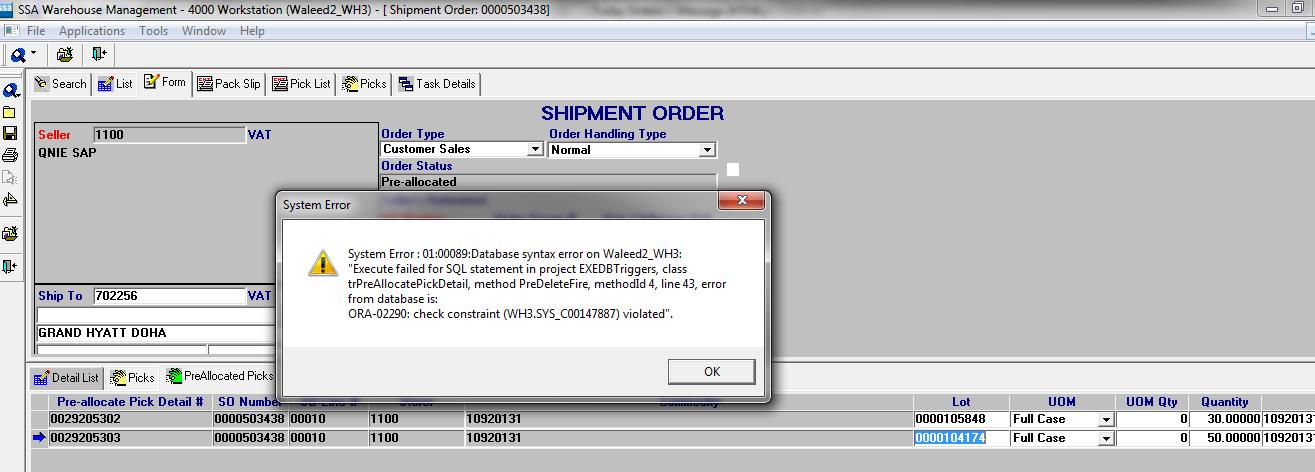 SSA Warehouse Management - 4000 Workstation (Waleed2_WH3) - [ Shipment Order: 0000503438]
File Applications Tools Window Help
Search List Form Pack Slip Pick List Picks Task Details
SHIPMENT ORDER
Seller 1100 VAT
QNIE SAP
Order Type Order Handling Type
Customer Sales Normal
Order Status
Pre-allocated
System Error
System Error : 01:00089:Database syntax error on Waleed2_WH3:
"Execute failed for SQL statement in project EXEDBTriggers, class
trPreAllocatePickDetail, method PreDeleteFire, methodId 4, line 43, error
from database is:
ORA-02290: check constraint (WH3.SYS_C00147887) violated".
OK
Ship To 702256 VAT
GRAND HYATT DOHA
Detail List Picks PreAllocated Picks
Pre-allocate Pick Detail # SO Number Lot UOM UOM Qty Quantity
0029205302 0000503438 00010 1100 10920131 0000105848 Full Case 0 30.00000 1092013
0029205303 0000503438 00010 1100 10920131 0000104174 Full Case 0 50.00000 1092013